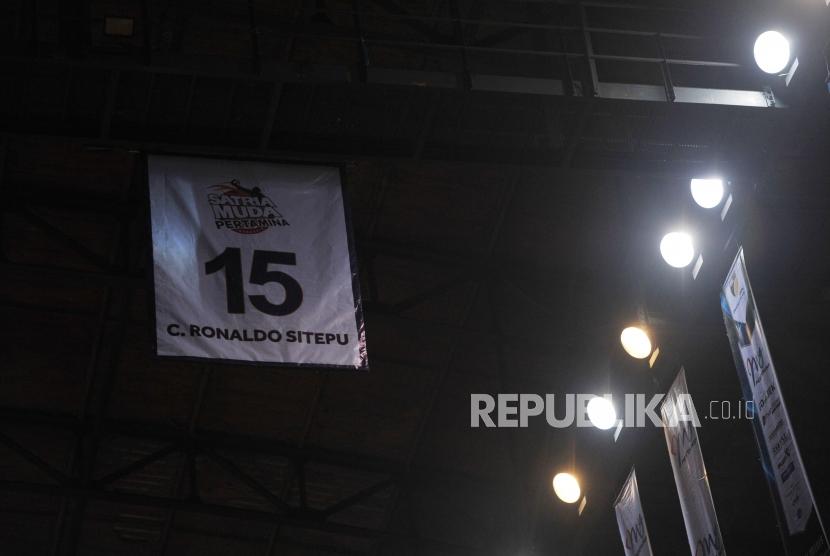 SATRIA
MUDA
PERTAMINA
15
C. RONALDO SITEPU
REPUBLIKA.CO.ID